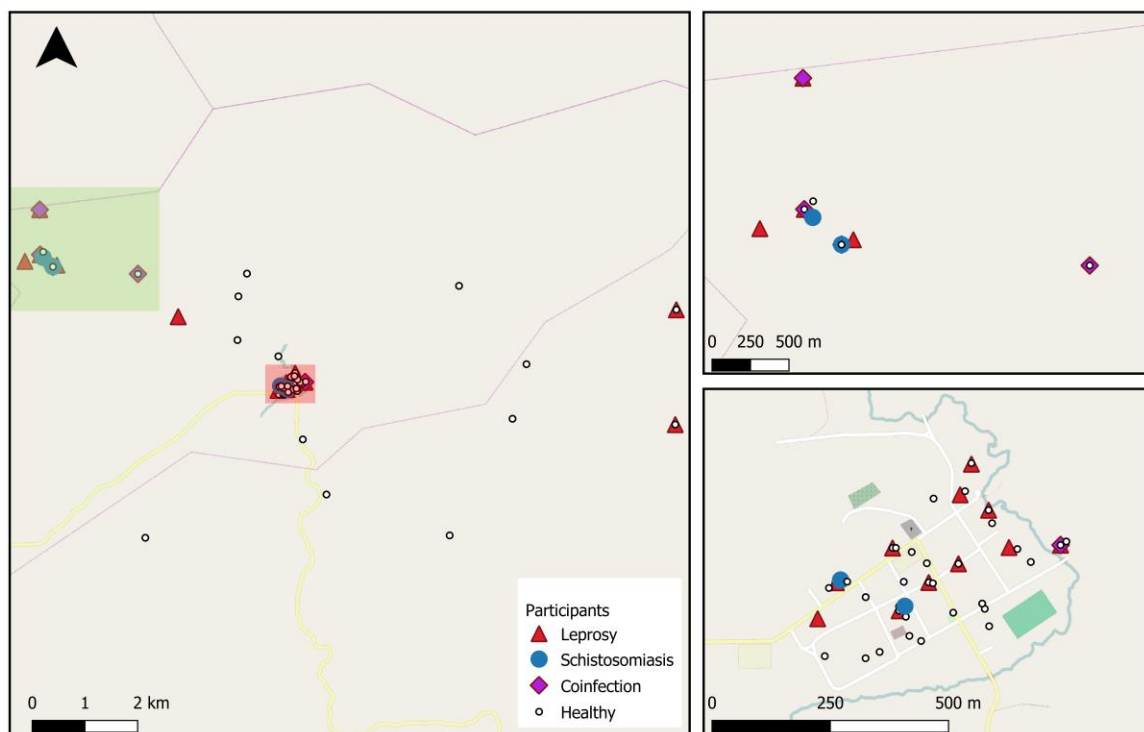 0 250 500 m
Participants
Leprosy
Schistosomiasis
Coinfection
Healthy
0 1 2 km
0 250 500 m